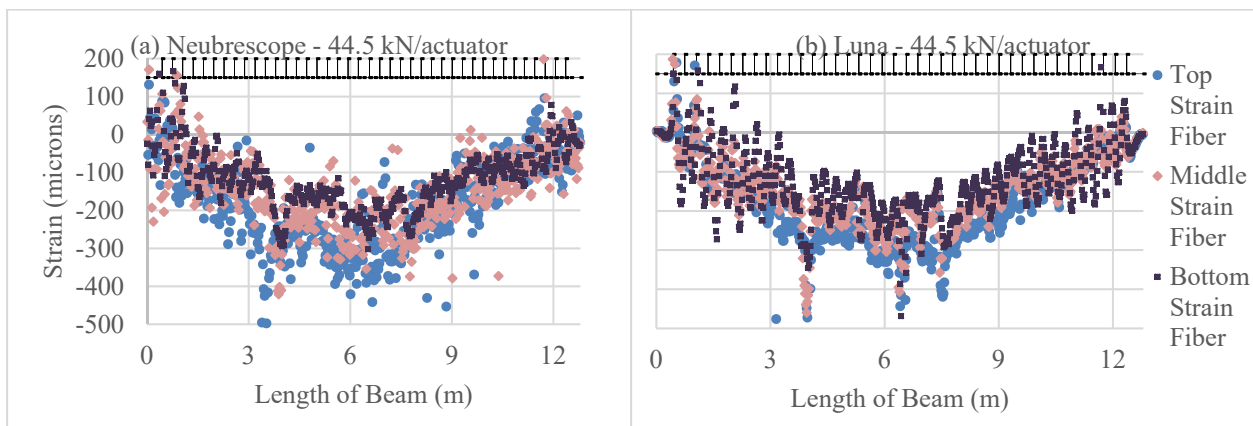 (a) Neubrescope - 44.5 kN/actuator
200
100
0
-100
-200
-300
-400
-500
Strain (microns)
0 3 6 9 12
Length of Beam (m)
(b) Luna - 44.5 kN/actuator
0 3 6 9 12
Length of Beam (m)
Top
Strain
Fiber
Middle
Strain
Fiber
Bottom
Strain
Fiber